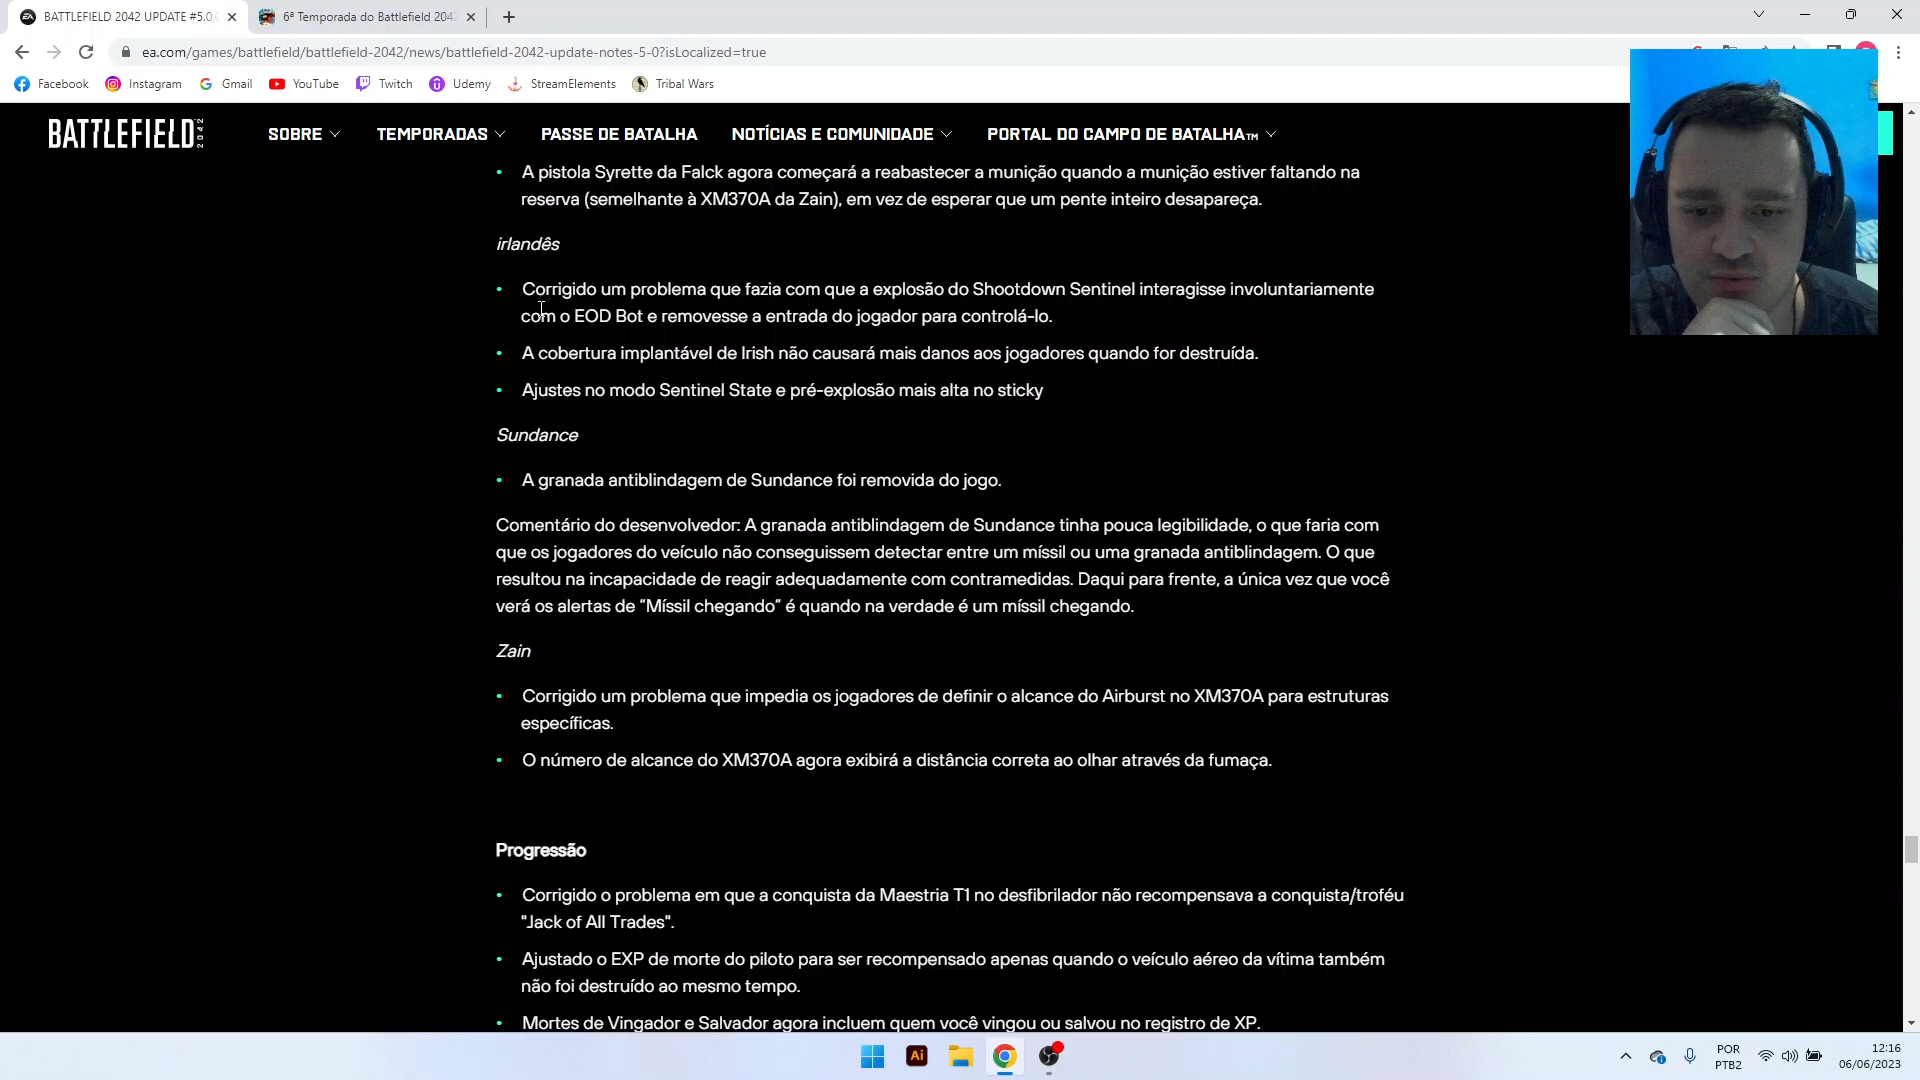 BATTLEFIELD 2042 UPDATE #5.0.0
6ª Temporada do Battlefield 2042
ea.com/games/battlefield/battlefield-2042/news/battlefield-2042-update-notes-5-0?isLocalized=true
Facebook Instagram Gmail YouTube Twitch Udemy StreamElements Tribal Wars
BATTLEFIELD 2042 SOBRE TEMPORADAS PASSE DE BATALHA NOTÍCIAS E COMUNIDADE PORTAL DO CAMPO DE BATALHA™
• A pistola Syrette da Falck agora começará a reabastecer a munição quando a munição estiver faltando na
reserva (semelhante à XM370A da Zain), em vez de esperar que um pente inteiro desapareça.
irlandês
• Corrigido um problema que fazia com que a explosão do Shootdown Sentinel interagisse involuntariamente
com o EOD Bot e removesse a entrada do jogador para controlá-lo.
• A cobertura implantável de Irish não causará mais danos aos jogadores quando for destruída.
• Ajustes no modo Sentinel State e pré-explosão mais alta no sticky
Sundance
• A granada antiblindagem de Sundance foi removida do jogo.
Comentário do desenvolvedor: A granada antiblindagem de Sundance tinha pouca legibilidade, o que faria com
que os jogadores do veículo não conseguissem detectar entre um míssil ou uma granada antiblindagem. O que
resultou na incapacidade de reagir adequadamente com contramedidas. Daqui para frente, a única vez que você
verá os alertas de “Míssil chegando” é quando na verdade é um míssil chegando.
Zain
• Corrigido um problema que impedia os jogadores de definir o alcance do Airburst no XM370A para estruturas
específicas.
• O número de alcance do XM370A agora exibirá a distância correta ao olhar através da fumaça.
Progressão
• Corrigido o problema em que a conquista da Maestria T1 no desfibrilador não recompensava a conquista/troféu
"Jack of All Trades".
• Ajustado o EXP de morte do piloto para ser recompensado apenas quando o veículo aéreo da vítima também
não foi destruído ao mesmo tempo.
• Mortes de Vingador e Salvador agora incluem quem você vingou ou salvou no registro de XP.
Ai
POR
PTB2
12:16
06/06/2023